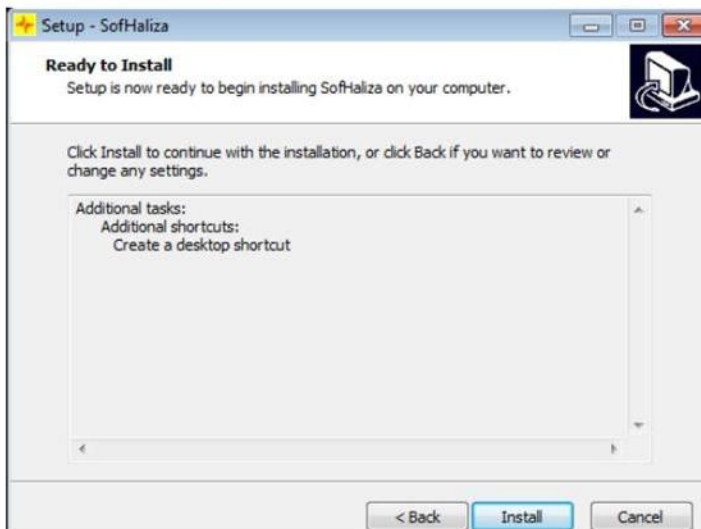 Setup - SofHaliza
Ready to Install
Setup is now ready to begin installing SofHaliza on your computer.
Click Install to continue with the installation, or click Back if you want to review or
change any settings.
Additional tasks:
Additional shortcuts:
Create a desktop shortcut
< Back
Install
Cancel